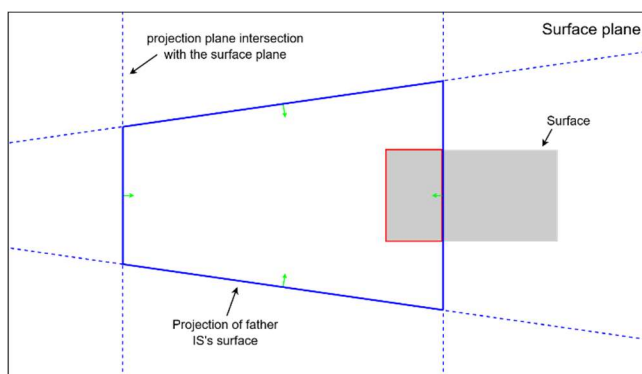 projection plane intersection
with the surface plane
Surface plane
Surface
Projection of father
IS's surface